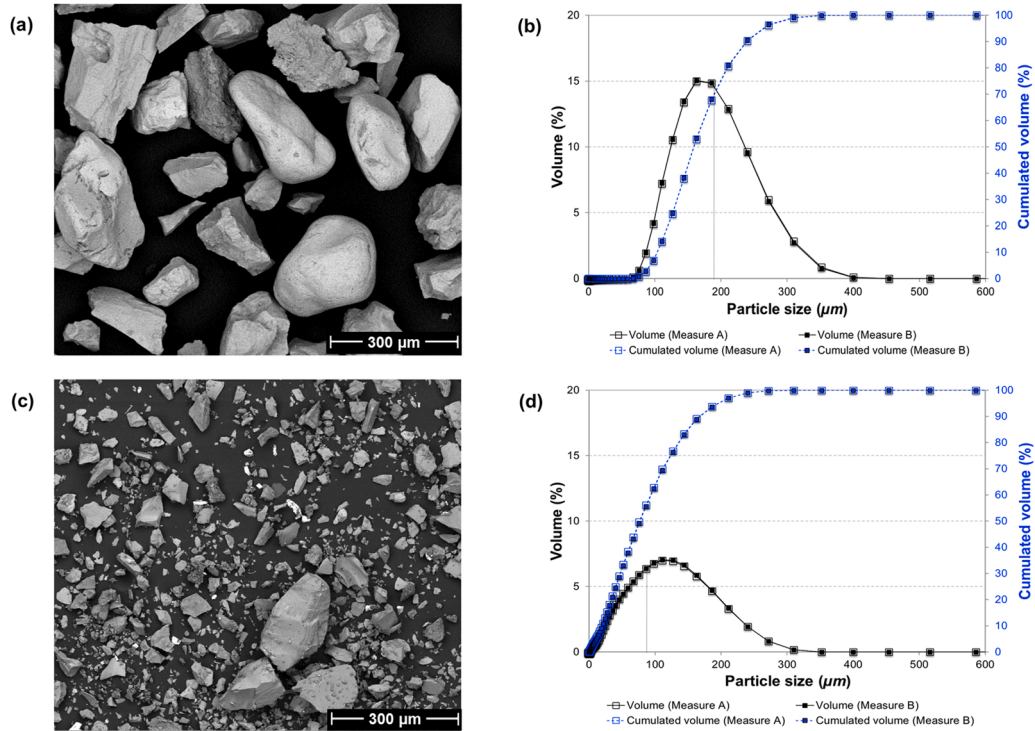 (a)
300 µm
(b)
20
15
10
5
0
Volume (%)
100
90
80
70
60
50
40
30
20
10
0
Cumulated volume (%)
0 100 200 300 400 500 600
Particle size (µm)
Volume (Measure A) Volume (Measure B)
Cumulated volume (Measure A) Cumulated volume (Measure B)
(c)
300 µm
(d)
20
15
10
5
0
Volume (%)
100
90
80
70
60
50
40
30
20
10
0
Cumulated volume (%)
0 100 200 300 400 500 600
Particle size (µm)
Volume (Measure A) Volume (Measure B)
Cumulated volume (Measure A) Cumulated volume (Measure B)